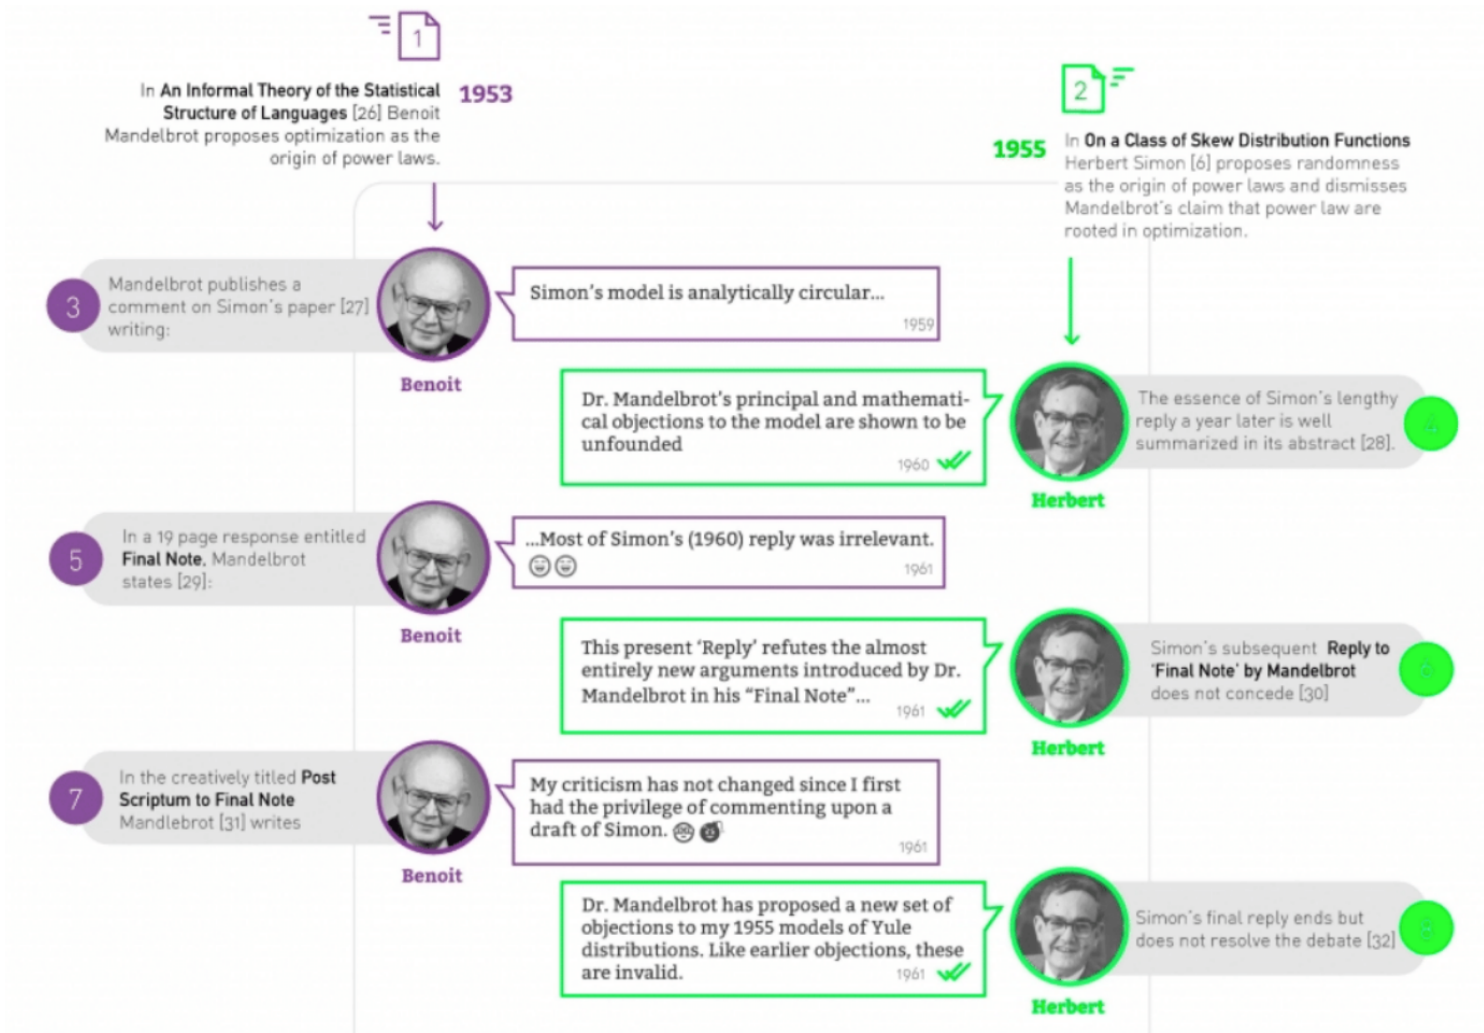 1
In An Informal Theory of the Statistical
Structure of Languages [26] Benoit
Mandelbrot proposes optimization as the
origin of power laws.
1953
2
1955
In On a Class of Skew Distribution Functions
Herbert Simon [6] proposes randomness
as the origin of power laws and dismisses
Mandelbrot's claim that power law are
rooted in optimization.
3
Mandelbrot publishes a
comment on Simon's paper [27]
writing:
Benoit
Simon's model is analytically circular...
1959
Dr. Mandelbrot's principal and mathemati-
cal objections to the model are shown to be
unfounded
1960
Herbert
The essence of Simon's lengthy
reply a year later is well
summarized in its abstract [28].
4
5
In a 19 page response entitled
Final Note, Mandelbrot
states [29]:
Benoit
...Most of Simon's (1960) reply was irrelevant.
1961
This present 'Reply' refutes the almost
entirely new arguments introduced by Dr.
Mandelbrot in his "Final Note"...
1961
Herbert
Simon's subsequent Reply to
'Final Note' by Mandelbrot
does not concede [30]
6
7
In the creatively titled Post
Scriptum to Final Note
Mandlebrot [31] writes
Benoit
My criticism has not changed since I first
had the privilege of commenting upon a
draft of Simon.
1961
Dr. Mandelbrot has proposed a new set of
objections to my 1955 models of Yule
distributions. Like earlier objections, these
are invalid.
1961
Herbert
Simon's final reply ends but
does not resolve the debate [32]
8